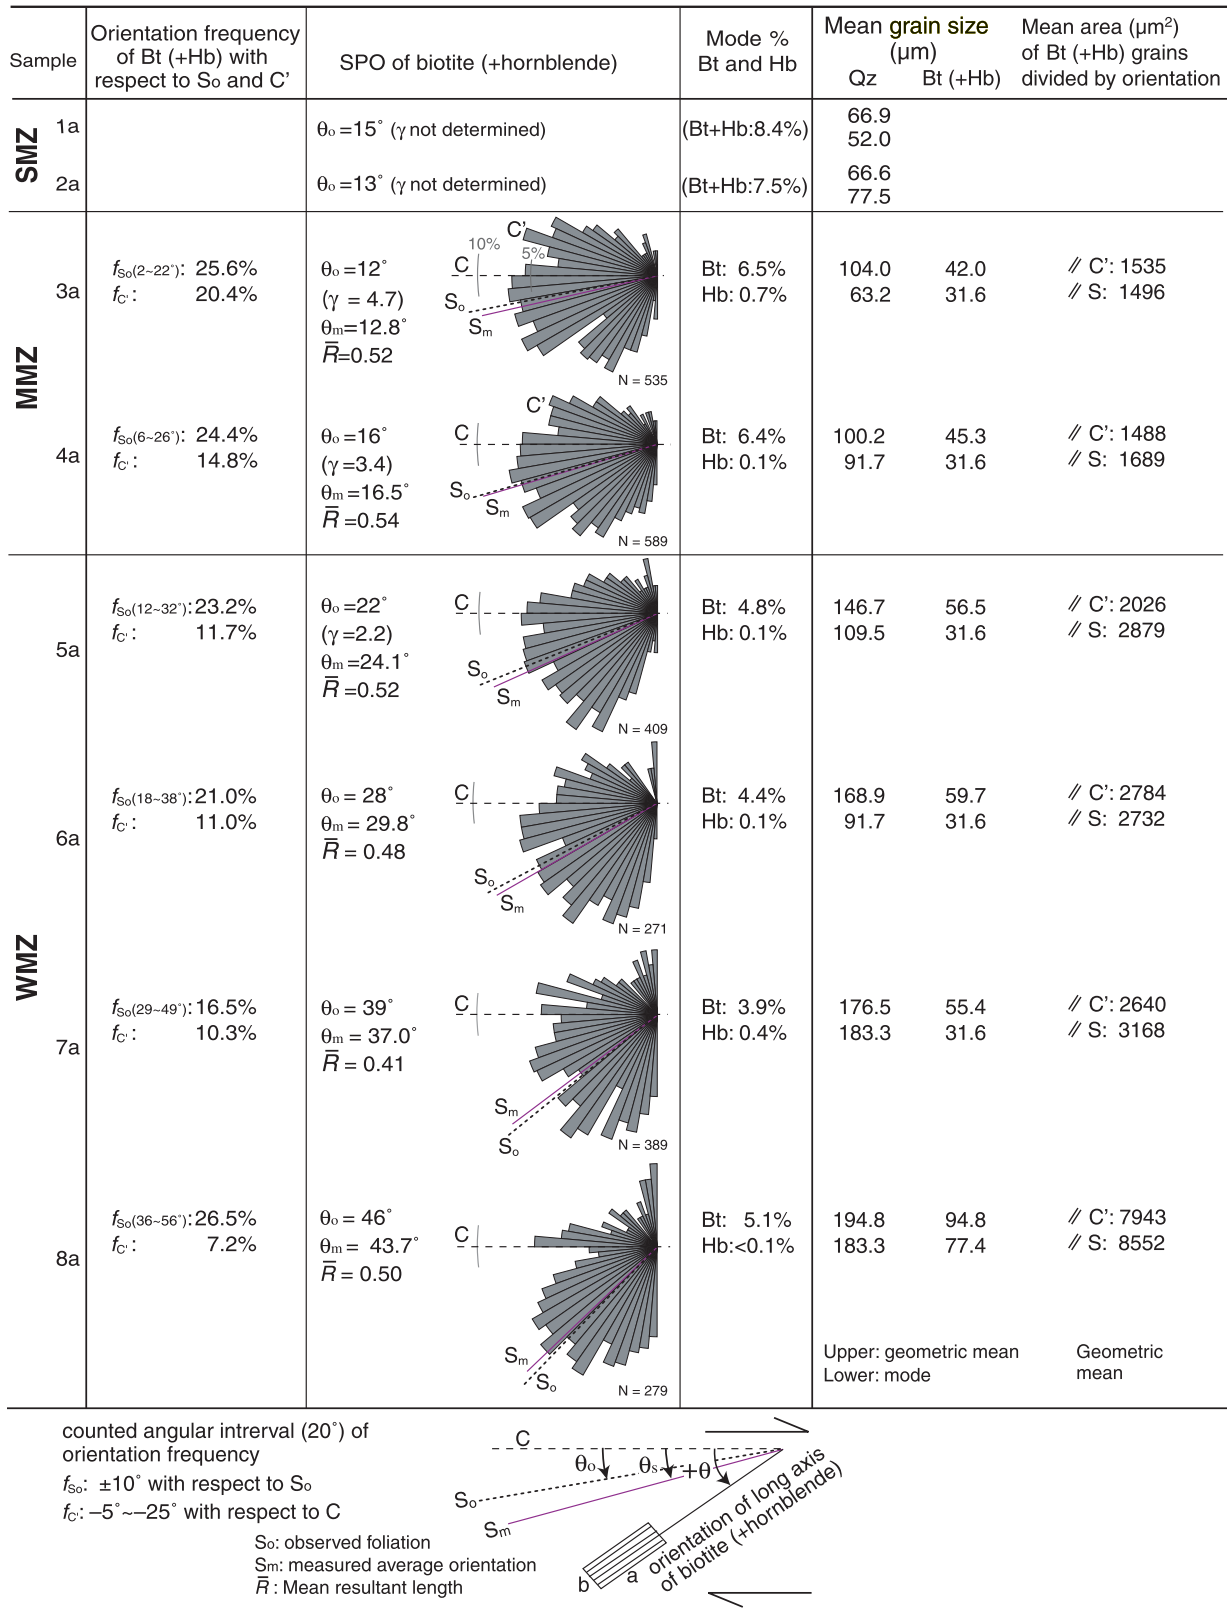 Sample
Orientation frequency
of Bt (+Hb) with
respect to So and C’
SPO of biotite (+hornblende)
Mode %
Bt and Hb
Mean grain size
(µm)
Qz Bt (+Hb)
Mean area (µm²)
of Bt (+Hb) grains
divided by orientation
SMZ
1a
θo =15˚ (γ not determined)
(Bt+Hb:8.4%)
66.9
52.0
2a
θo =13˚ (γ not determined)
(Bt+Hb:7.5%)
66.6
77.5
MMZ
3a
fSo(2~22˚): 25.6%
fC’ : 20.4%
θo =12˚
(γ = 4.7)
θm=12.8˚
R̅=0.52
C’
10%
5%
C
So
Sm
N = 535
Bt: 6.5%
Hb: 0.7%
104.0 42.0
63.2 31.6
⫽ C’: 1535
⫽ S: 1496
4a
fSo(6~26˚): 24.4%
fC’ : 14.8%
θo =16˚
(γ =3.4)
θm =16.5˚
R̅ =0.54
C’
C
So
Sm
N = 589
Bt: 6.4%
Hb: 0.1%
100.2 45.3
91.7 31.6
⫽ C’: 1488
⫽ S: 1689
WMZ
5a
fSo(12~32˚): 23.2%
fC’ : 11.7%
θo =22˚
(γ =2.2)
θm =24.1˚
R̅ =0.52
C
So
Sm
N = 409
Bt: 4.8%
Hb: 0.1%
146.7 56.5
109.5 31.6
⫽ C’: 2026
⫽ S: 2879
6a
fSo(18~38˚): 21.0%
fC’ : 11.0%
θo = 28˚
θm = 29.8˚
R̅ = 0.48
C
So
Sm
N = 271
Bt: 4.4%
Hb: 0.1%
168.9 59.7
91.7 31.6
⫽ C’: 2784
⫽ S: 2732
7a
fSo(29~49˚): 16.5%
fC’ : 10.3%
θo = 39˚
θm = 37.0˚
R̅ = 0.41
C
Sm
So
N = 389
Bt: 3.9%
Hb: 0.4%
176.5 55.4
183.3 31.6
⫽ C’: 2640
⫽ S: 3168
8a
fSo(36~56˚): 26.5%
fC’ : 7.2%
θo = 46˚
θm = 43.7˚
R̅ = 0.50
C
Sm
So
N = 279
Bt: 5.1%
Hb:<0.1%
194.8 94.8
183.3 77.4
⫽ C’: 7943
⫽ S: 8552
Upper: geometric mean
Lower: mode
Geometric
mean
counted angular intrerval (20˚) of
orientation frequency
fSo: ±10˚ with respect to So
fC’: –5˚~–25˚ with respect to C
So: observed foliation
Sm: measured average orientation
R̅ : Mean resultant length
C
θo
θs
+θ
So
Sm
b
a
orientation of long axis
of biotite (+hornblende)